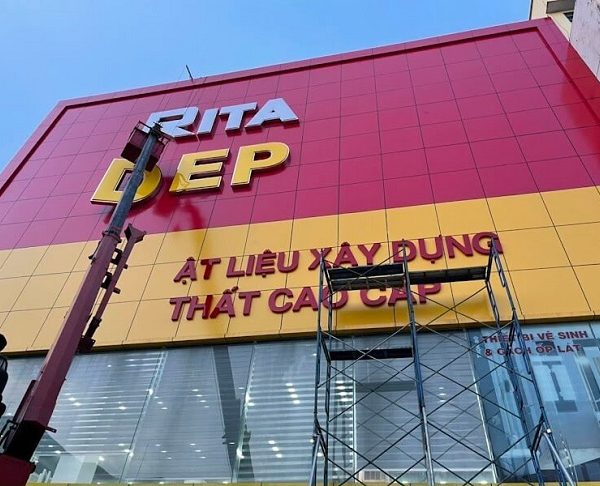 RITA
DEP
ẬT LIỆU XÂY DỰNG
THẤT CAO CẤP
THIẾT BỊ VỆ SINH
& GẠCH ỐP LÁT